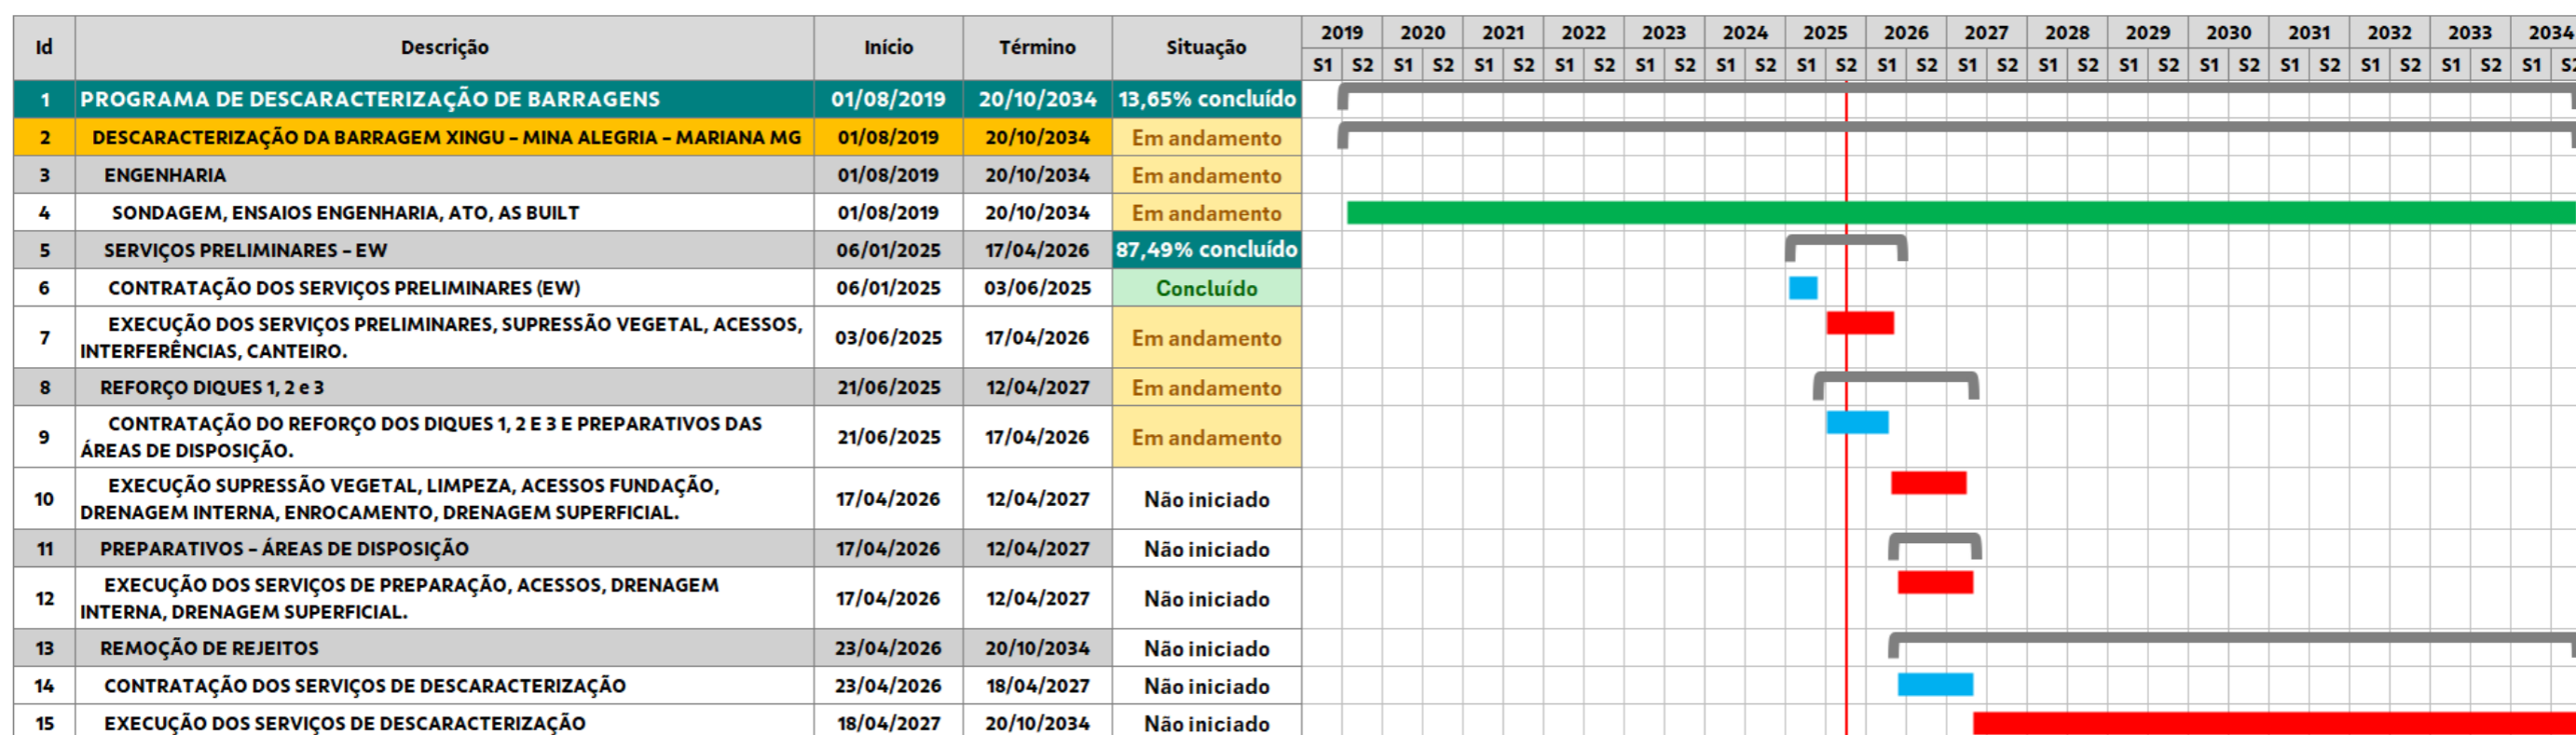 Id Descrição Início Término Situação 2019 2020 2021 2022 2023 2024 2025 2026 2027 2028 2029 2030 2031 2032 2033 2034
S1 S2 S1 S2 S1 S2 S1 S2 S1 S2 S1 S2 S1 S2 S1 S2 S1 S2 S1 S2 S1 S2 S1 S2 S1 S2 S1 S2 S1 S2 S1 S2
1 PROGRAMA DE DESCARACTERIZAÇÃO DE BARRAGENS 01/08/2019 20/10/2034 13,65% concluído
2 DESCARACTERIZAÇÃO DA BARRAGEM XINGU – MINA ALEGRIA – MARIANA MG 01/08/2019 20/10/2034 Em andamento
3 ENGENHARIA 01/08/2019 20/10/2034 Em andamento
4 SONDAGEM, ENSAIOS ENGENHARIA, ATO, AS BUILT 01/08/2019 20/10/2034 Em andamento
5 SERVIÇOS PRELIMINARES – EW 06/01/2025 17/04/2026 87,49% concluído
6 CONTRATAÇÃO DOS SERVIÇOS PRELIMINARES (EW) 06/01/2025 03/06/2025 Concluído
7 EXECUÇÃO DOS SERVIÇOS PRELIMINARES, SUPRESSÃO VEGETAL, ACESSOS,
INTERFERÊNCIAS, CANTEIRO. 03/06/2025 17/04/2026 Em andamento
8 REFORÇO DIQUES 1, 2 e 3 21/06/2025 12/04/2027 Em andamento
9 CONTRATAÇÃO DO REFORÇO DOS DIQUES 1, 2 E 3 E PREPARATIVOS DAS
ÁREAS DE DISPOSIÇÃO. 21/06/2025 17/04/2026 Em andamento
10 EXECUÇÃO SUPRESSÃO VEGETAL, LIMPEZA, ACESSOS FUNDAÇÃO,
DRENAGEM INTERNA, ENROCAMENTO, DRENAGEM SUPERFICIAL. 17/04/2026 12/04/2027 Não iniciado
11 PREPARATIVOS – ÁREAS DE DISPOSIÇÃO 17/04/2026 12/04/2027 Não iniciado
12 EXECUÇÃO DOS SERVIÇOS DE PREPARAÇÃO, ACESSOS, DRENAGEM
INTERNA, DRENAGEM SUPERFICIAL. 17/04/2026 12/04/2027 Não iniciado
13 REMOÇÃO DE REJEITOS 23/04/2026 20/10/2034 Não iniciado
14 CONTRATAÇÃO DOS SERVIÇOS DE DESCARACTERIZAÇÃO 23/04/2026 18/04/2027 Não iniciado
15 EXECUÇÃO DOS SERVIÇOS DE DESCARACTERIZAÇÃO 18/04/2027 20/10/2034 Não iniciado